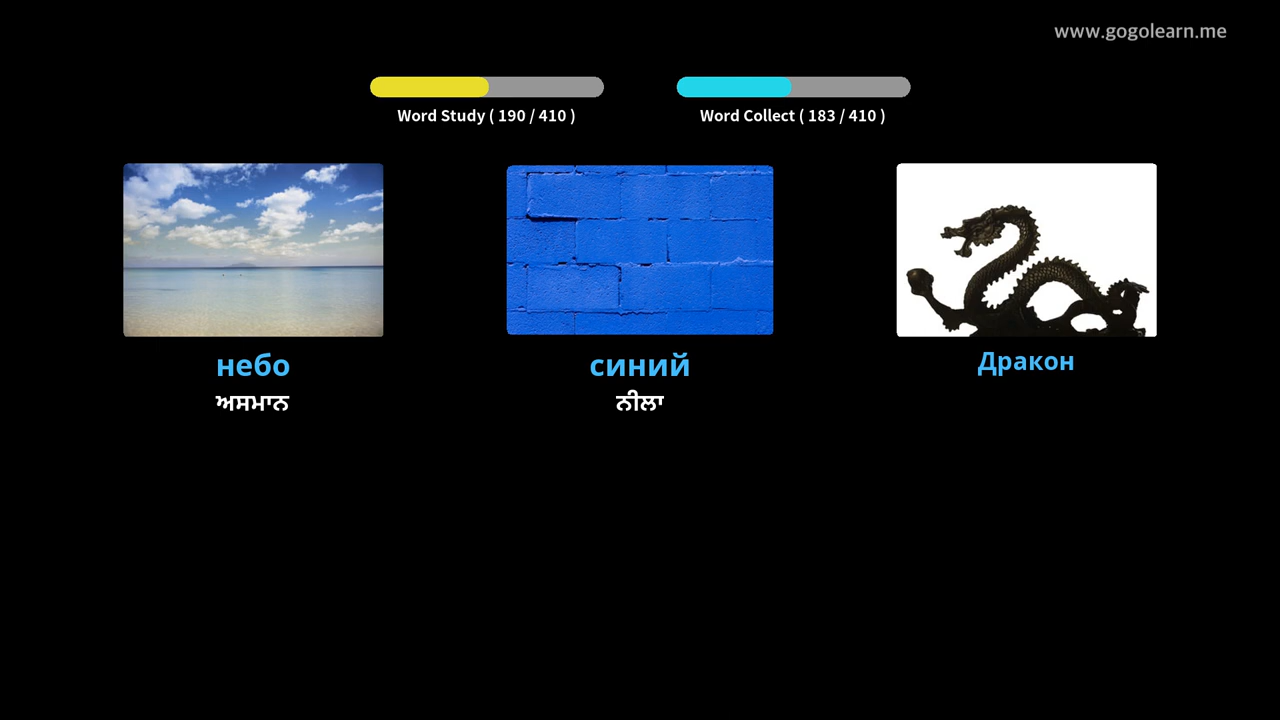 www.gogolearn.me
Word Study ( 190 / 410 )
Word Collect ( 183 / 410 )
небо
ਅਸਮਾਨ
синий
ਨੀਲਾ
Дракон